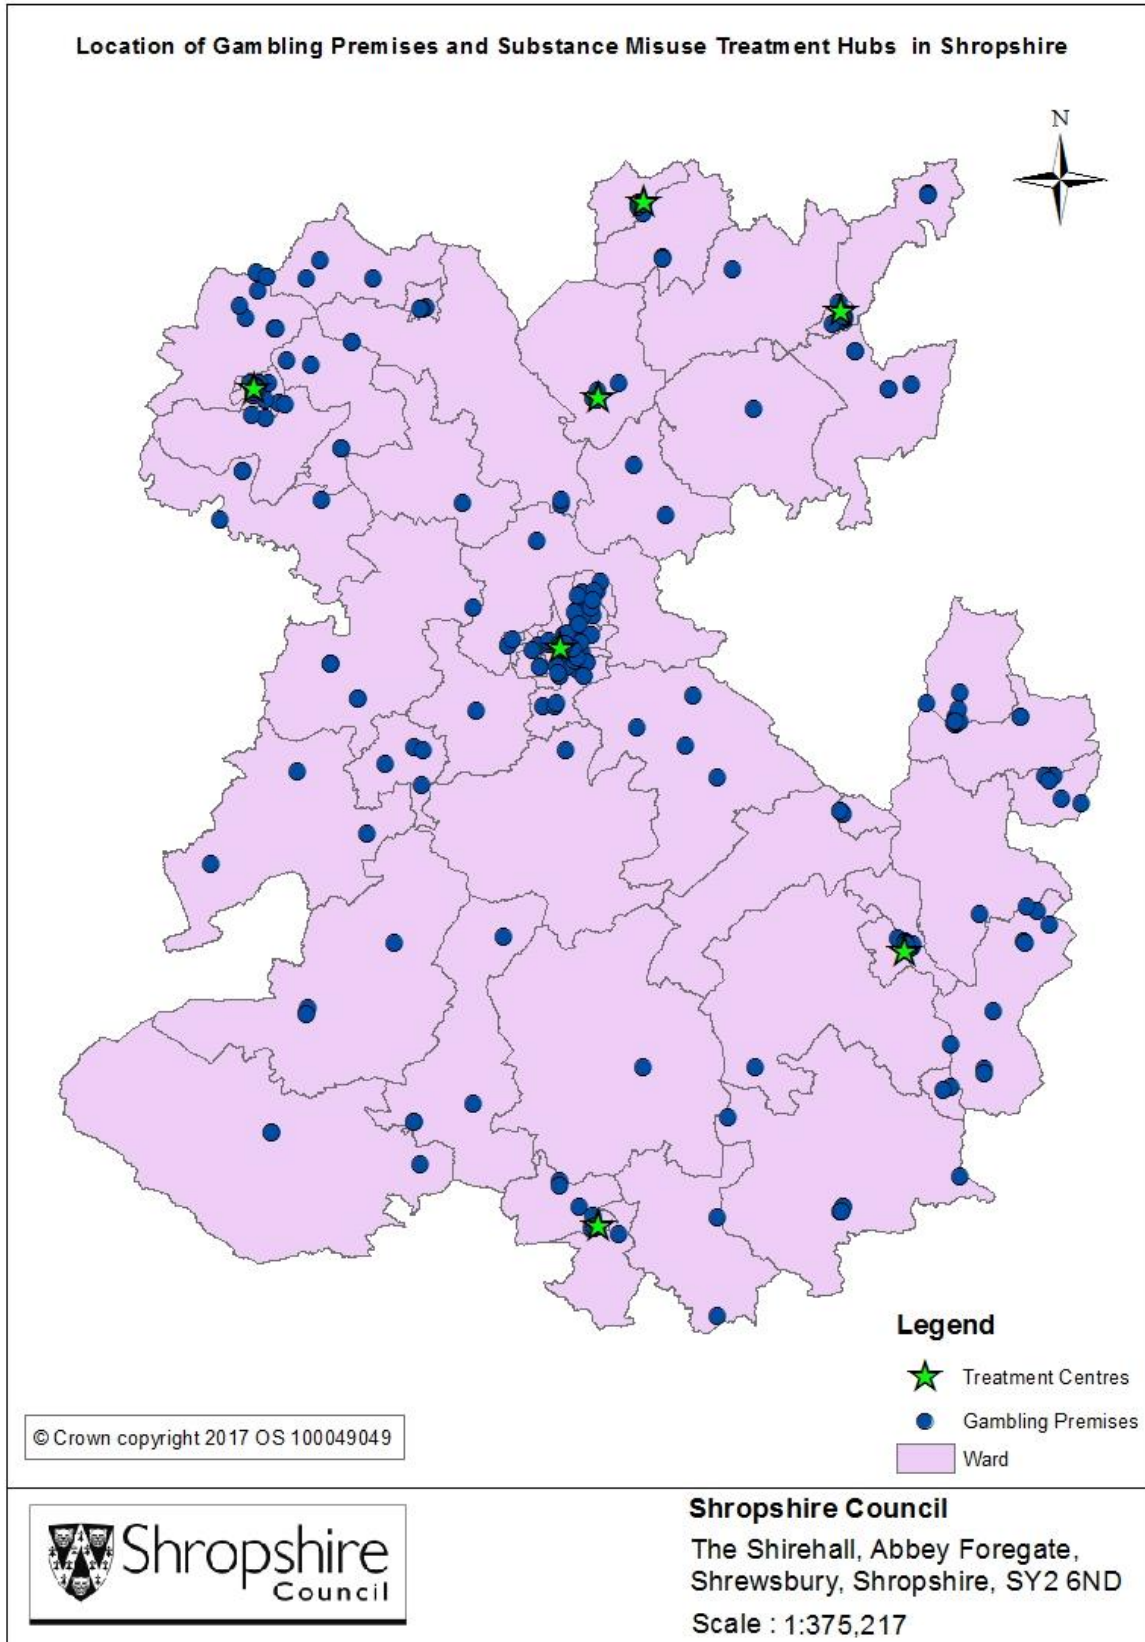 Location of Gambling Premises and Substance Misuse Treatment Hubs in Shropshire
N
Legend
Treatment Centres
Gambling Premises
Ward
© Crown copyright 2017 OS 100049049
Shropshire
Council
Shropshire Council
The Shirehall, Abbey Foregate,
Shrewsbury, Shropshire, SY2 6ND
Scale : 1:375,217